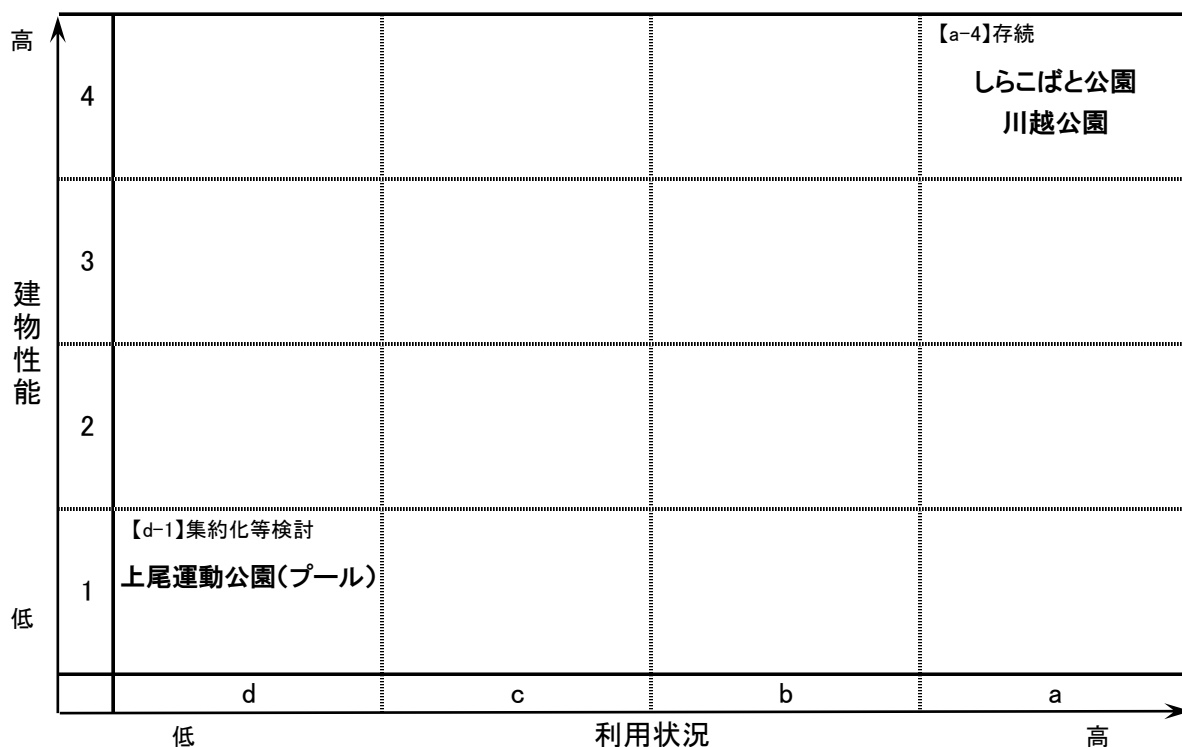 高
4
【a-4】存続
しらこばと公園
川越公園
3
建物性能
2
【d-1】集約化等検討
上尾運動公園(プール)
1
低
d
c
b
a
低
利用状況
高